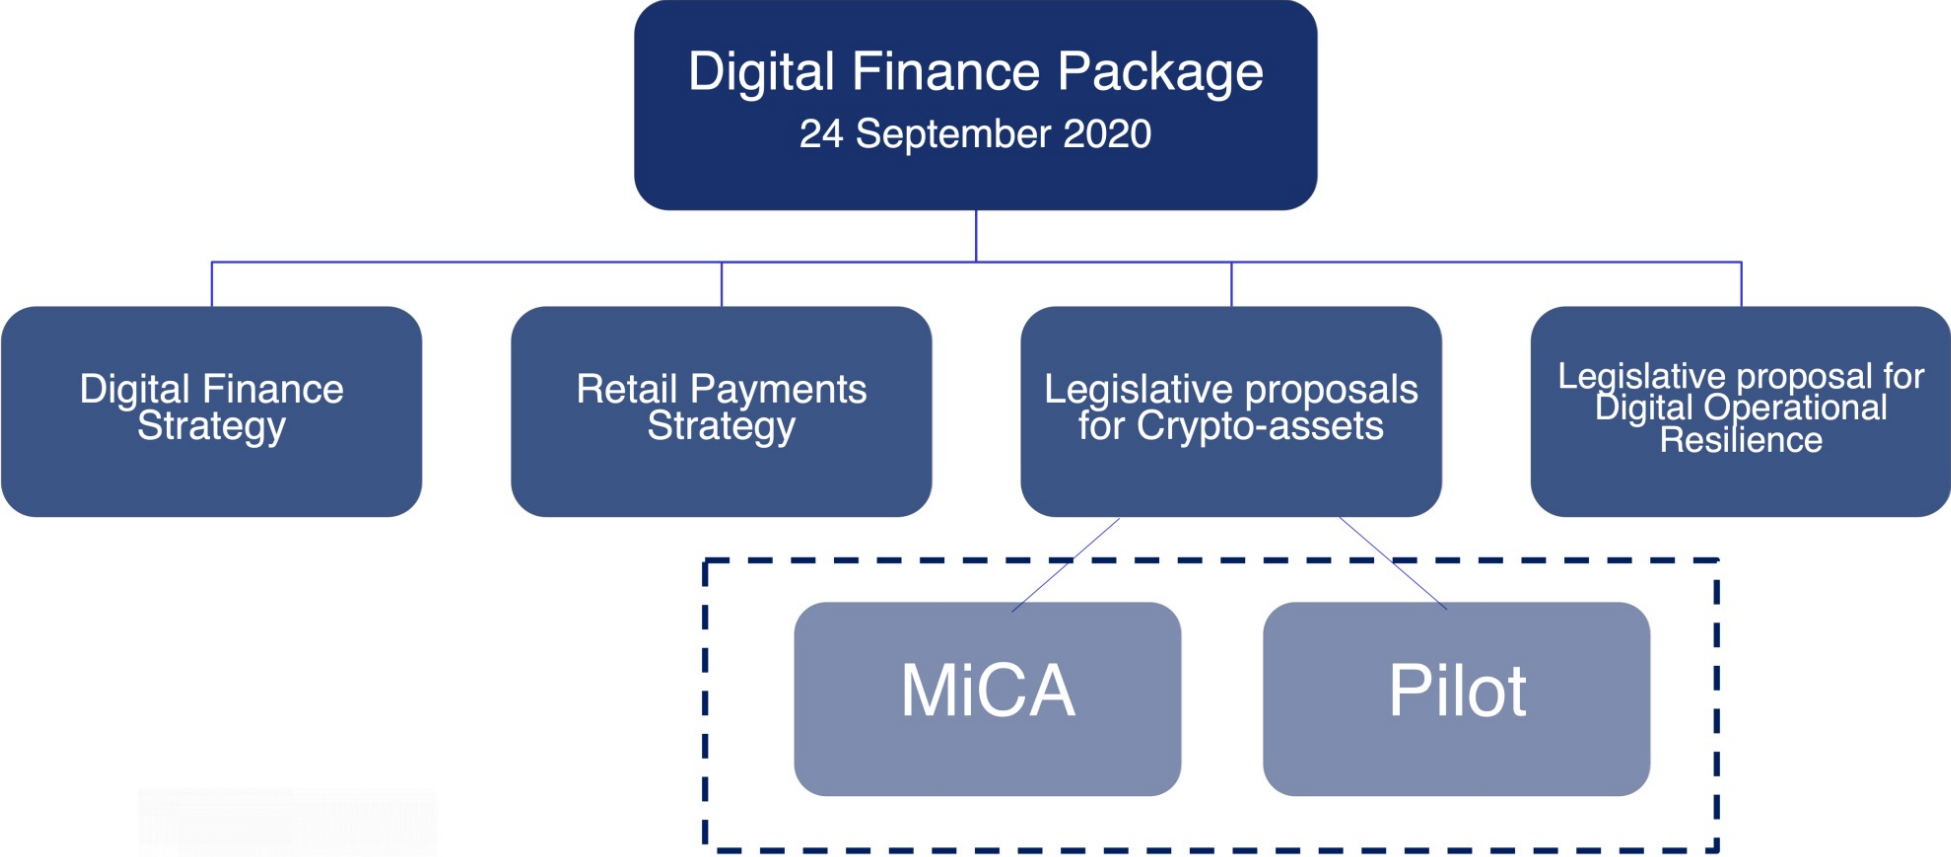 Digital Finance Package
24 September 2020
Digital Finance
Strategy
Retail Payments
Strategy
Legislative proposals
for Crypto-assets
Legislative proposal for
Digital Operational
Resilience
MiCA
Pilot